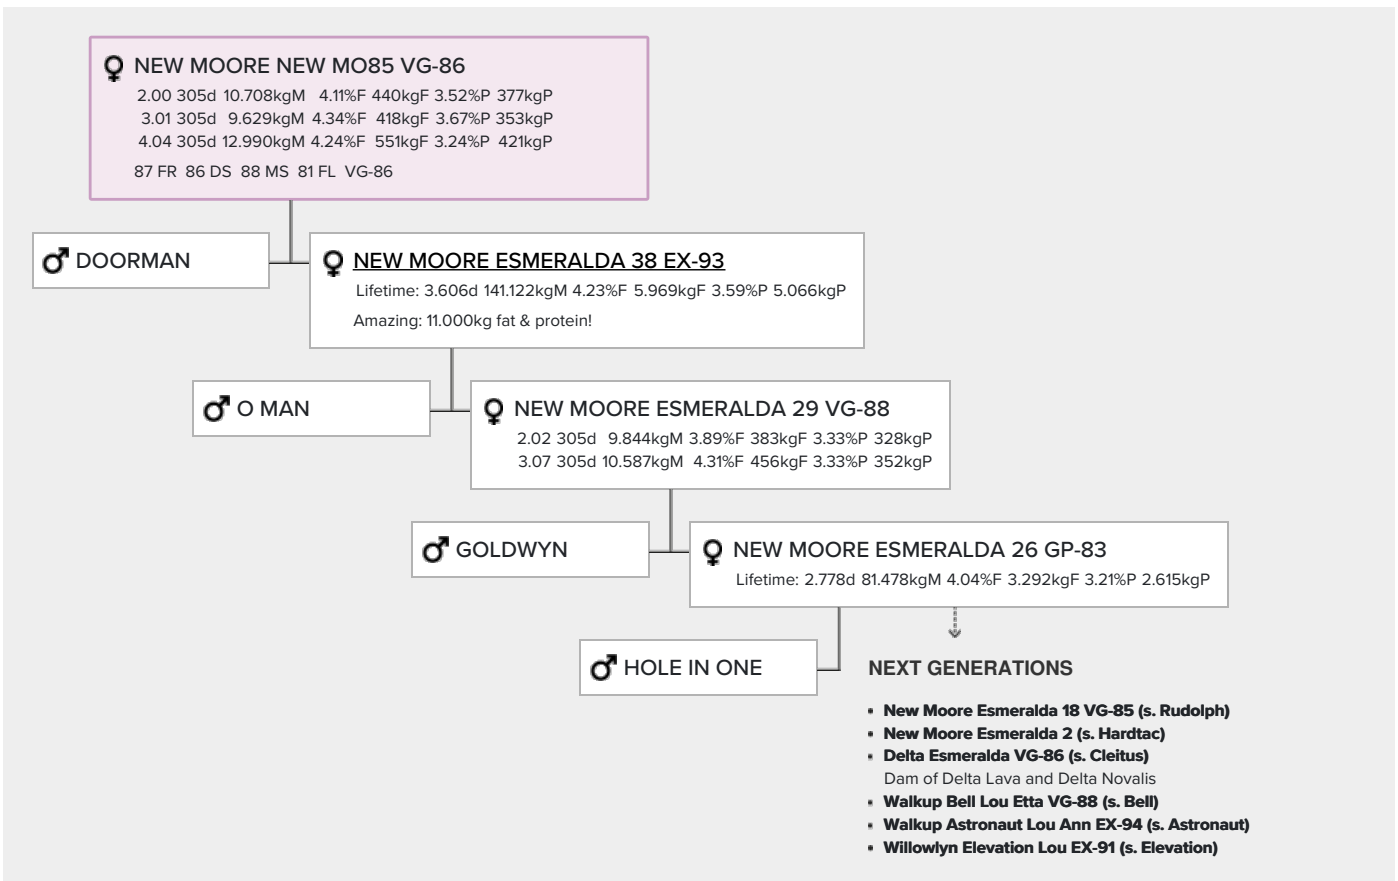 NEW MOORE NEW MO85 VG-86
2.00 305d 10.708kgM 4.11%F 440kgF 3.52%P 377kgP
3.01 305d 9.629kgM 4.34%F 418kgF 3.67%P 353kgP
4.04 305d 12.990kgM 4.24%F 551kgF 3.24%P 421kgP
87 FR 86 DS 88 MS 81 FL VG-86
DOORMAN
NEW MOORE ESMERALDA 38 EX-93
Lifetime: 3.606d 141.122kgM 4.23%F 5.969kgF 3.59%P 5.066kgP
Amazing: 11.000kg fat & protein!
O MAN
NEW MOORE ESMERALDA 29 VG-88
2.02 305d 9.844kgM 3.89%F 383kgF 3.33%P 328kgP
3.07 305d 10.587kgM 4.31%F 456kgF 3.33%P 352kgP
GOLDWYN
NEW MOORE ESMERALDA 26 GP-83
Lifetime: 2.778d 81.478kgM 4.04%F 3.292kgF 3.21%P 2.615kgP
HOLE IN ONE
NEXT GENERATIONS
• New Moore Esmeralda 18 VG-85 (s. Rudolph)
• New Moore Esmeralda 2 (s. Hardtac)
• Delta Esmeralda VG-86 (s. Cleitus)
Dam of Delta Lava and Delta Novalis
• Walkup Bell Lou Etta VG-88 (s. Bell)
• Walkup Astronaut Lou Ann EX-94 (s. Astronaut)
• Willowlyn Elevation Lou EX-91 (s. Elevation)